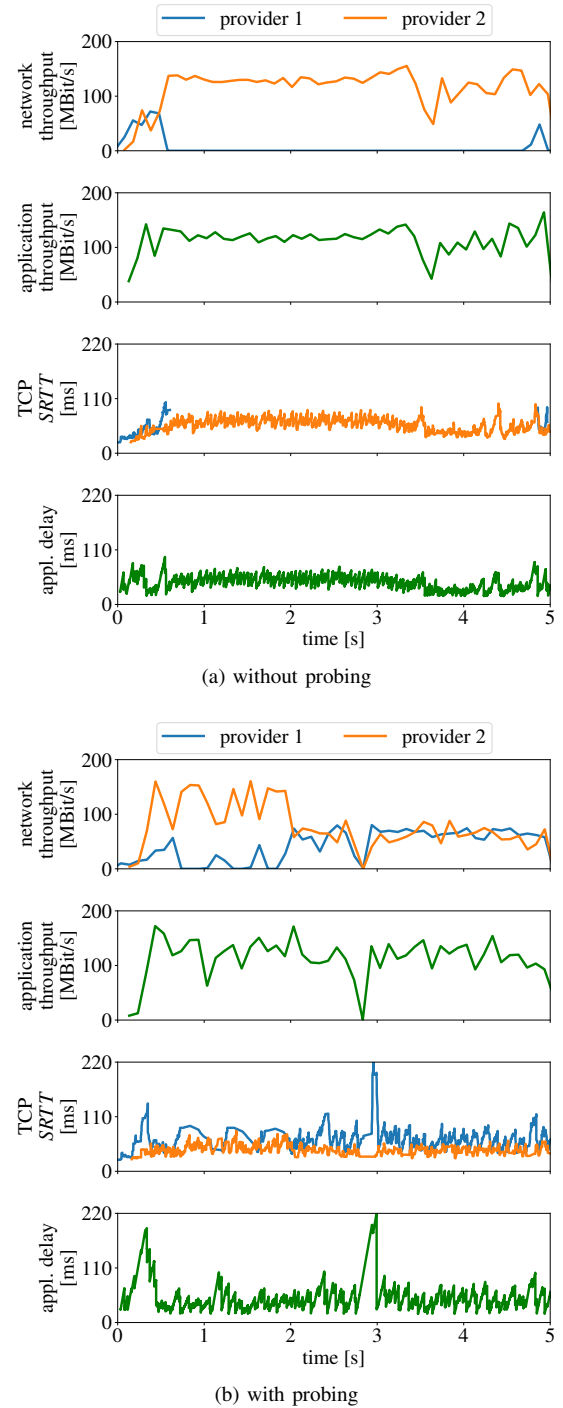 provider 1 provider 2
200
100
0
network
throughput
[MBit/s]
200
100
0
application
throughput
[MBit/s]
220
110
0
TCP
SRTT
[ms]
220
110
0
appl. delay
[ms]
0 1 2 3 4 5
time [s]
(a) without probing
provider 1 provider 2
200
100
0
network
throughput
[MBit/s]
200
100
0
application
throughput
[MBit/s]
220
110
0
TCP
SRTT
[ms]
220
110
0
appl. delay
[ms]
0 1 2 3 4 5
time [s]
(b) with probing